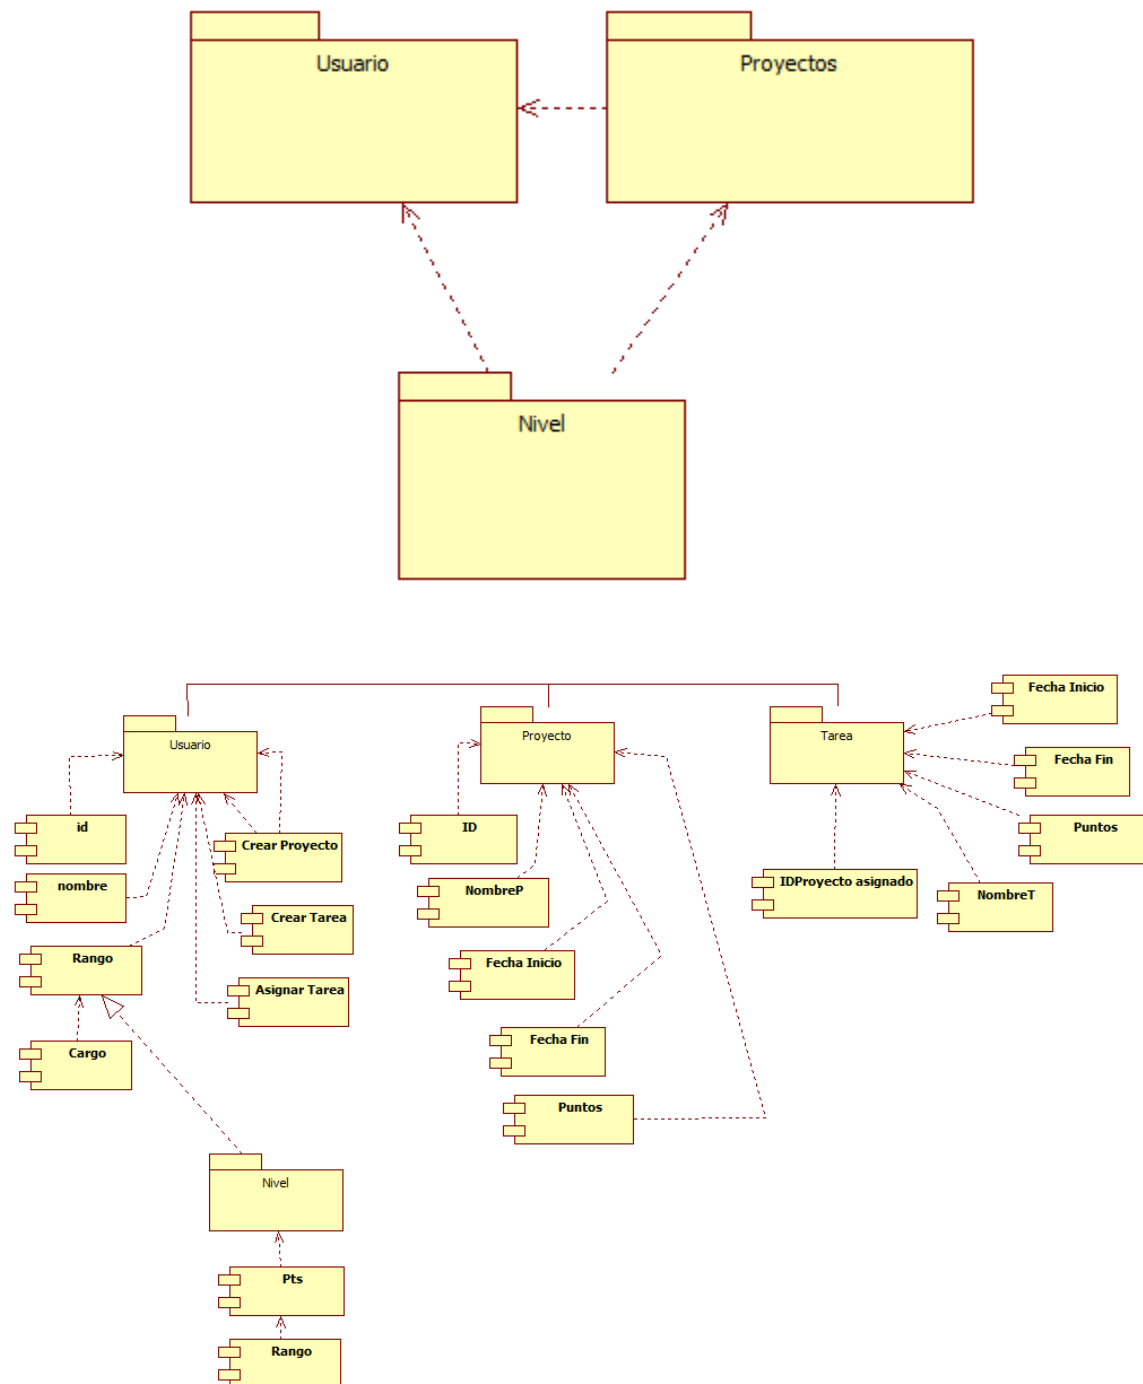 Usuario
Proyectos
Nivel
Fecha Inicio
Usuario
Proyecto
Tarea
Fecha Fin
id
Crear Proyecto
ID
Puntos
nombre
NombreP
IDProyecto asignado
NombreT
Crear Tarea
Rango
Fecha Inicio
Asignar Tarea
Cargo
Fecha Fin
Puntos
Nivel
Pts
Rango